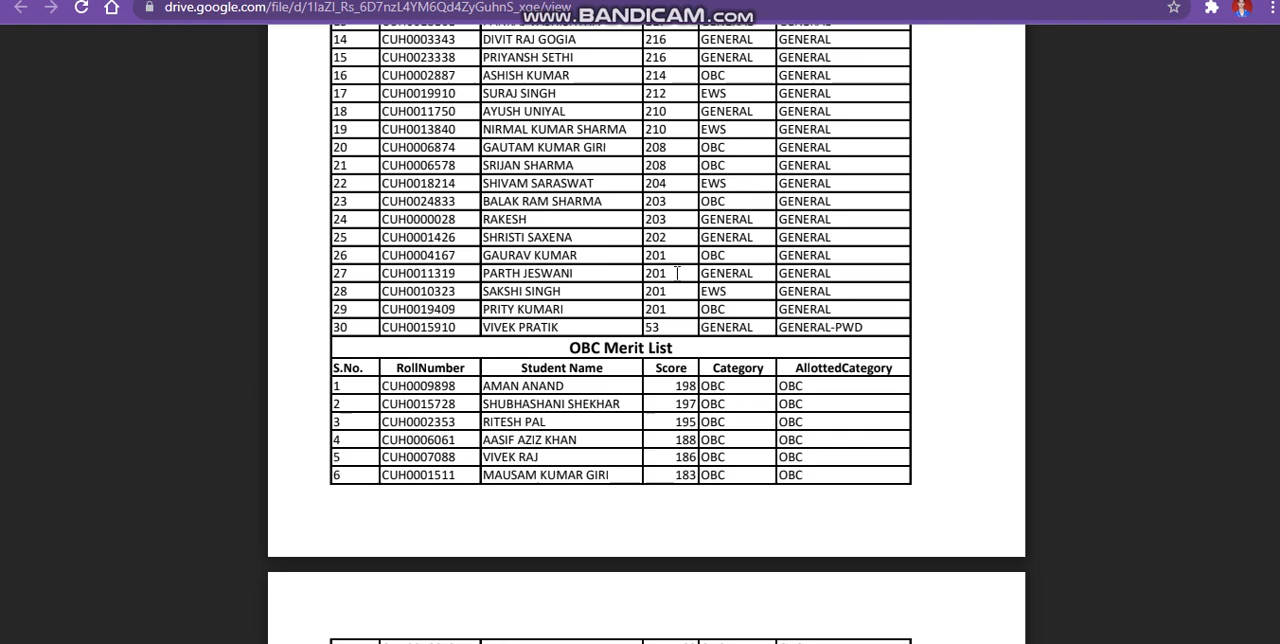 drive.google.com/file/d/1IaZI_Rs_6D7nzL4YM6Qd4ZyGuhnS_xqe/view
www.BANDICAM.com
14 CUH0003343 DIVIT RAJ GOGIA 216 GENERAL GENERAL
15 CUH0023338 PRIYANSH SETHI 216 GENERAL GENERAL
16 CUH0002887 ASHISH KUMAR 214 OBC GENERAL
17 CUH0019910 SURAJ SINGH 212 EWS GENERAL
18 CUH0011750 AYUSH UNIYAL 210 GENERAL GENERAL
19 CUH0013840 NIRMAL KUMAR SHARMA 210 EWS GENERAL
20 CUH0006874 GAUTAM KUMAR GIRI 208 OBC GENERAL
21 CUH0006578 SRIJAN SHARMA 208 OBC GENERAL
22 CUH0018214 SHIVAM SARASWAT 204 EWS GENERAL
23 CUH0024833 BALAK RAM SHARMA 203 OBC GENERAL
24 CUH0000028 RAKESH 203 GENERAL GENERAL
25 CUH0001426 SHRISTI SAXENA 202 GENERAL GENERAL
26 CUH0004167 GAURAV KUMAR 201 OBC GENERAL
27 CUH0011319 PARTH JESWANI 201 GENERAL GENERAL
28 CUH0010323 SAKSHI SINGH 201 EWS GENERAL
29 CUH0019409 PRITY KUMARI 201 OBC GENERAL
30 CUH0015910 VIVEK PRATIK 53 GENERAL GENERAL-PWD
OBC Merit List
S.No. RollNumber Student Name Score Category AllottedCategory
1 CUH0009898 AMAN ANAND 198 OBC OBC
2 CUH0015728 SHUBHASHANI SHEKHAR 197 OBC OBC
3 CUH0002353 RITESH PAL 195 OBC OBC
4 CUH0006061 AASIF AZIZ KHAN 188 OBC OBC
5 CUH0007088 VIVEK RAJ 186 OBC OBC
6 CUH0001511 MAUSAM KUMAR GIRI 183 OBC OBC